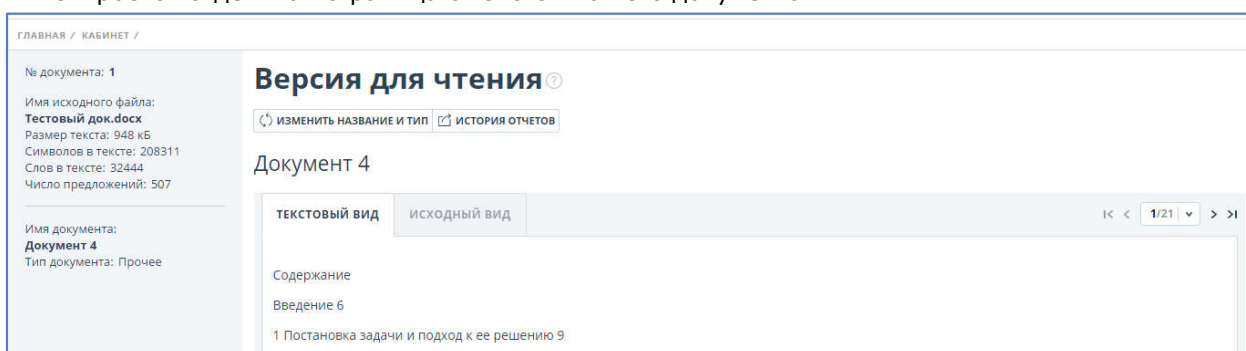 ГЛАВНАЯ / КАБИНЕТ /
№ документа: 1
Имя исходного файла:
Тестовый док.docx
Размер текста: 948 кБ
Символов в тексте: 208311
Слов в тексте: 32444
Число предложений: 507
Имя документа:
Документ 4
Тип документа: Прочее
Версия для чтения ?
ИЗМЕНИТЬ НАЗВАНИЕ И ТИП ИСТОРИЯ ОТЧЕТОВ
Документ 4
ТЕКСТОВЫЙ ВИД ИСХОДНЫЙ ВИД 1/21
Содержание
Введение 6
1 Постановка задачи и подход к ее решению 9